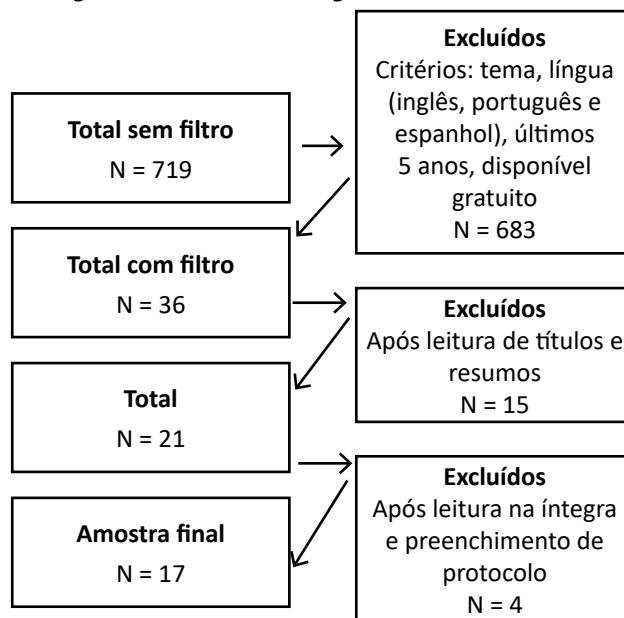 Total sem filtro
N = 719
Excluídos
Critérios: tema, língua
(inglês, português e
espanhol), últimos
5 anos, disponível
gratuito
N = 683
Total com filtro
N = 36
Excluídos
Após leitura de títulos e
resumos
N = 15
Total
N = 21
Excluídos
Após leitura na íntegra
e preenchimento de
protocolo
N = 4
Amostra final
N = 17